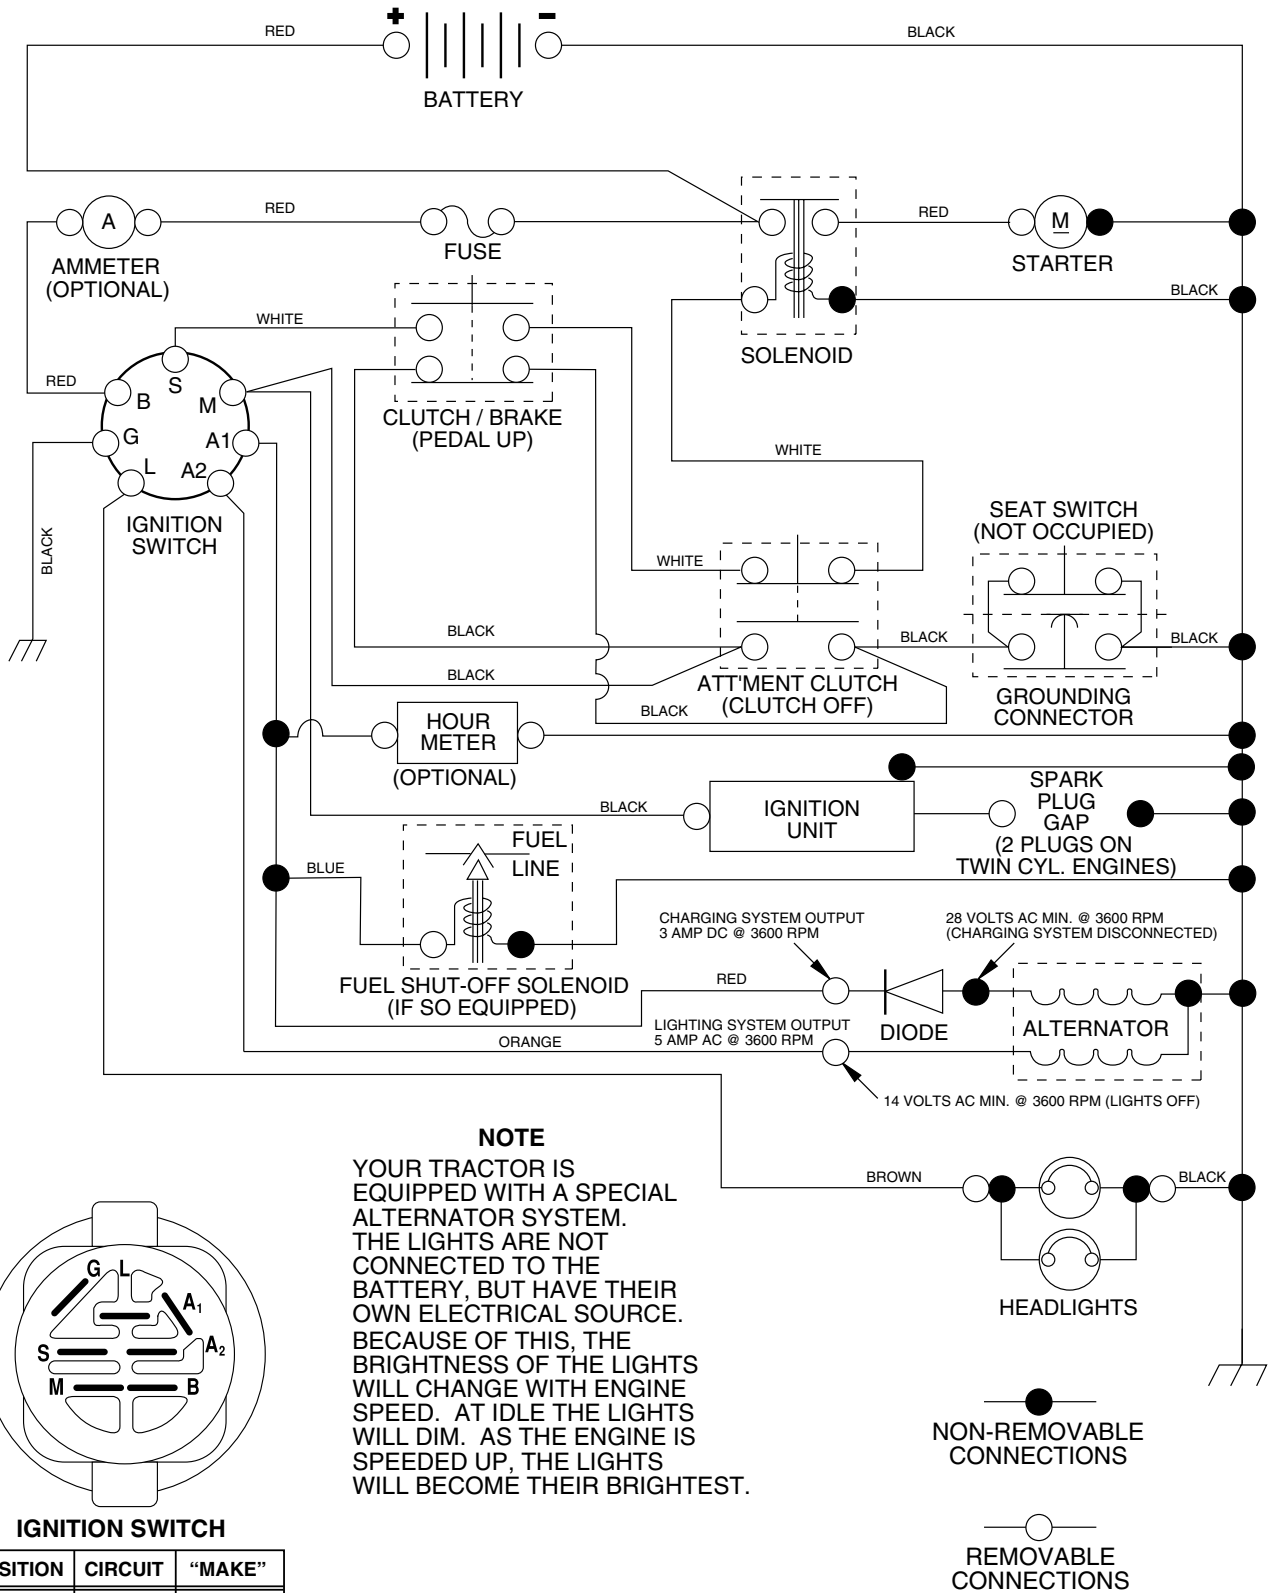 + -
RED
BLACK
BATTERY
A
RED
FUSE
RED
M
AMMETER
(OPTIONAL)
STARTER
BLACK
WHITE
SOLENOID
RED
S
B
M
G
A1
L
A2
CLUTCH / BRAKE
(PEDAL UP)
WHITE
IGNITION
SWITCH
BLACK
SEAT SWITCH
(NOT OCCUPIED)
WHITE
BLACK
BLACK
BLACK
BLACK
ATT'MENT CLUTCH
(CLUTCH OFF)
BLACK
GROUNDING
CONNECTOR
HOUR
METER
(OPTIONAL)
BLACK
IGNITION
UNIT
SPARK
PLUG
GAP
(2 PLUGS ON
TWIN CYL. ENGINES)
FUEL
LINE
BLUE
CHARGING SYSTEM OUTPUT
3 AMP DC @ 3600 RPM
28 VOLTS AC MIN. @ 3600 RPM
(CHARGING SYSTEM DISCONNECTED)
FUEL SHUT-OFF SOLENOID
(IF SO EQUIPPED)
RED
DIODE
ALTERNATOR
LIGHTING SYSTEM OUTPUT
5 AMP AC @ 3600 RPM
ORANGE
14 VOLTS AC MIN. @ 3600 RPM (LIGHTS OFF)
NOTE
YOUR TRACTOR IS
EQUIPPED WITH A SPECIAL
ALTERNATOR SYSTEM.
THE LIGHTS ARE NOT
CONNECTED TO THE
BATTERY, BUT HAVE THEIR
OWN ELECTRICAL SOURCE.
BECAUSE OF THIS, THE
BRIGHTNESS OF THE LIGHTS
WILL CHANGE WITH ENGINE
SPEED. AT IDLE THE LIGHTS
WILL DIM. AS THE ENGINE IS
SPEEDED UP, THE LIGHTS
WILL BECOME THEIR BRIGHTEST.
BROWN
BLACK
HEADLIGHTS
G L
A1
S
A2
M
B
IGNITION SWITCH
SITION CIRCUIT “MAKE”
NON-REMOVABLE
CONNECTIONS
REMOVABLE
CONNECTIONS